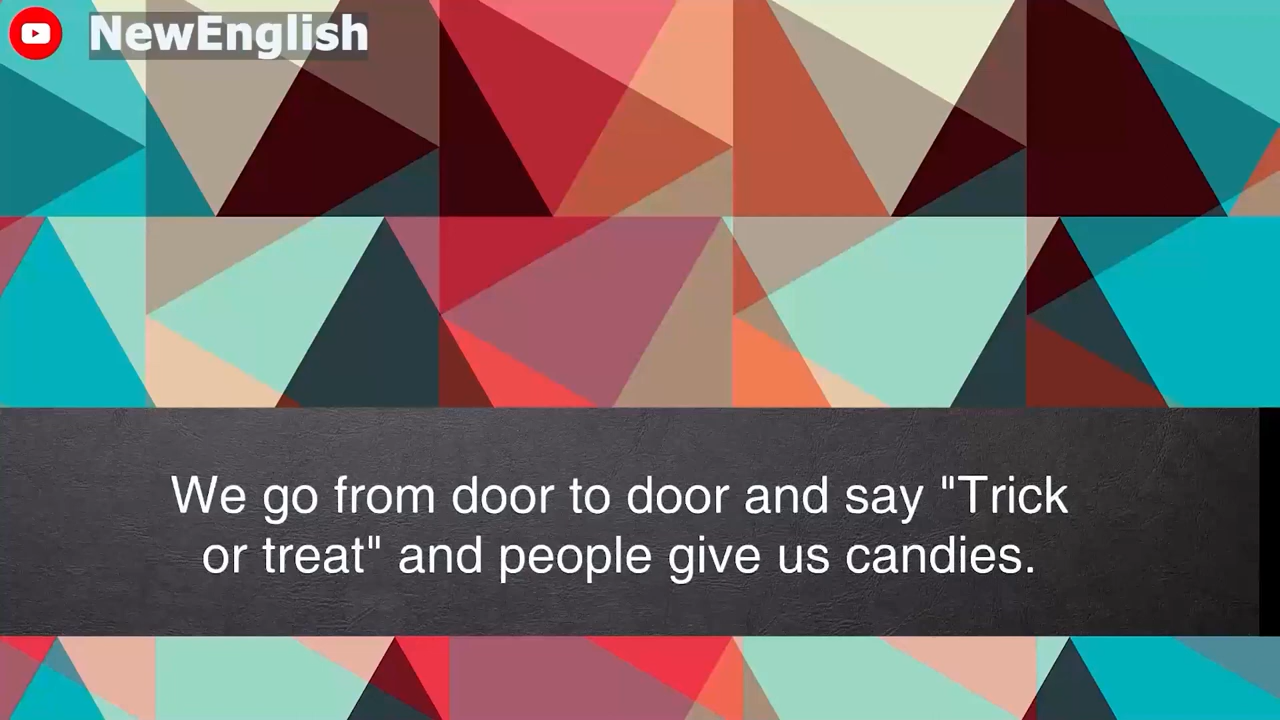 NewEnglish
We go from door to door and say "Trick
or treat" and people give us candies.